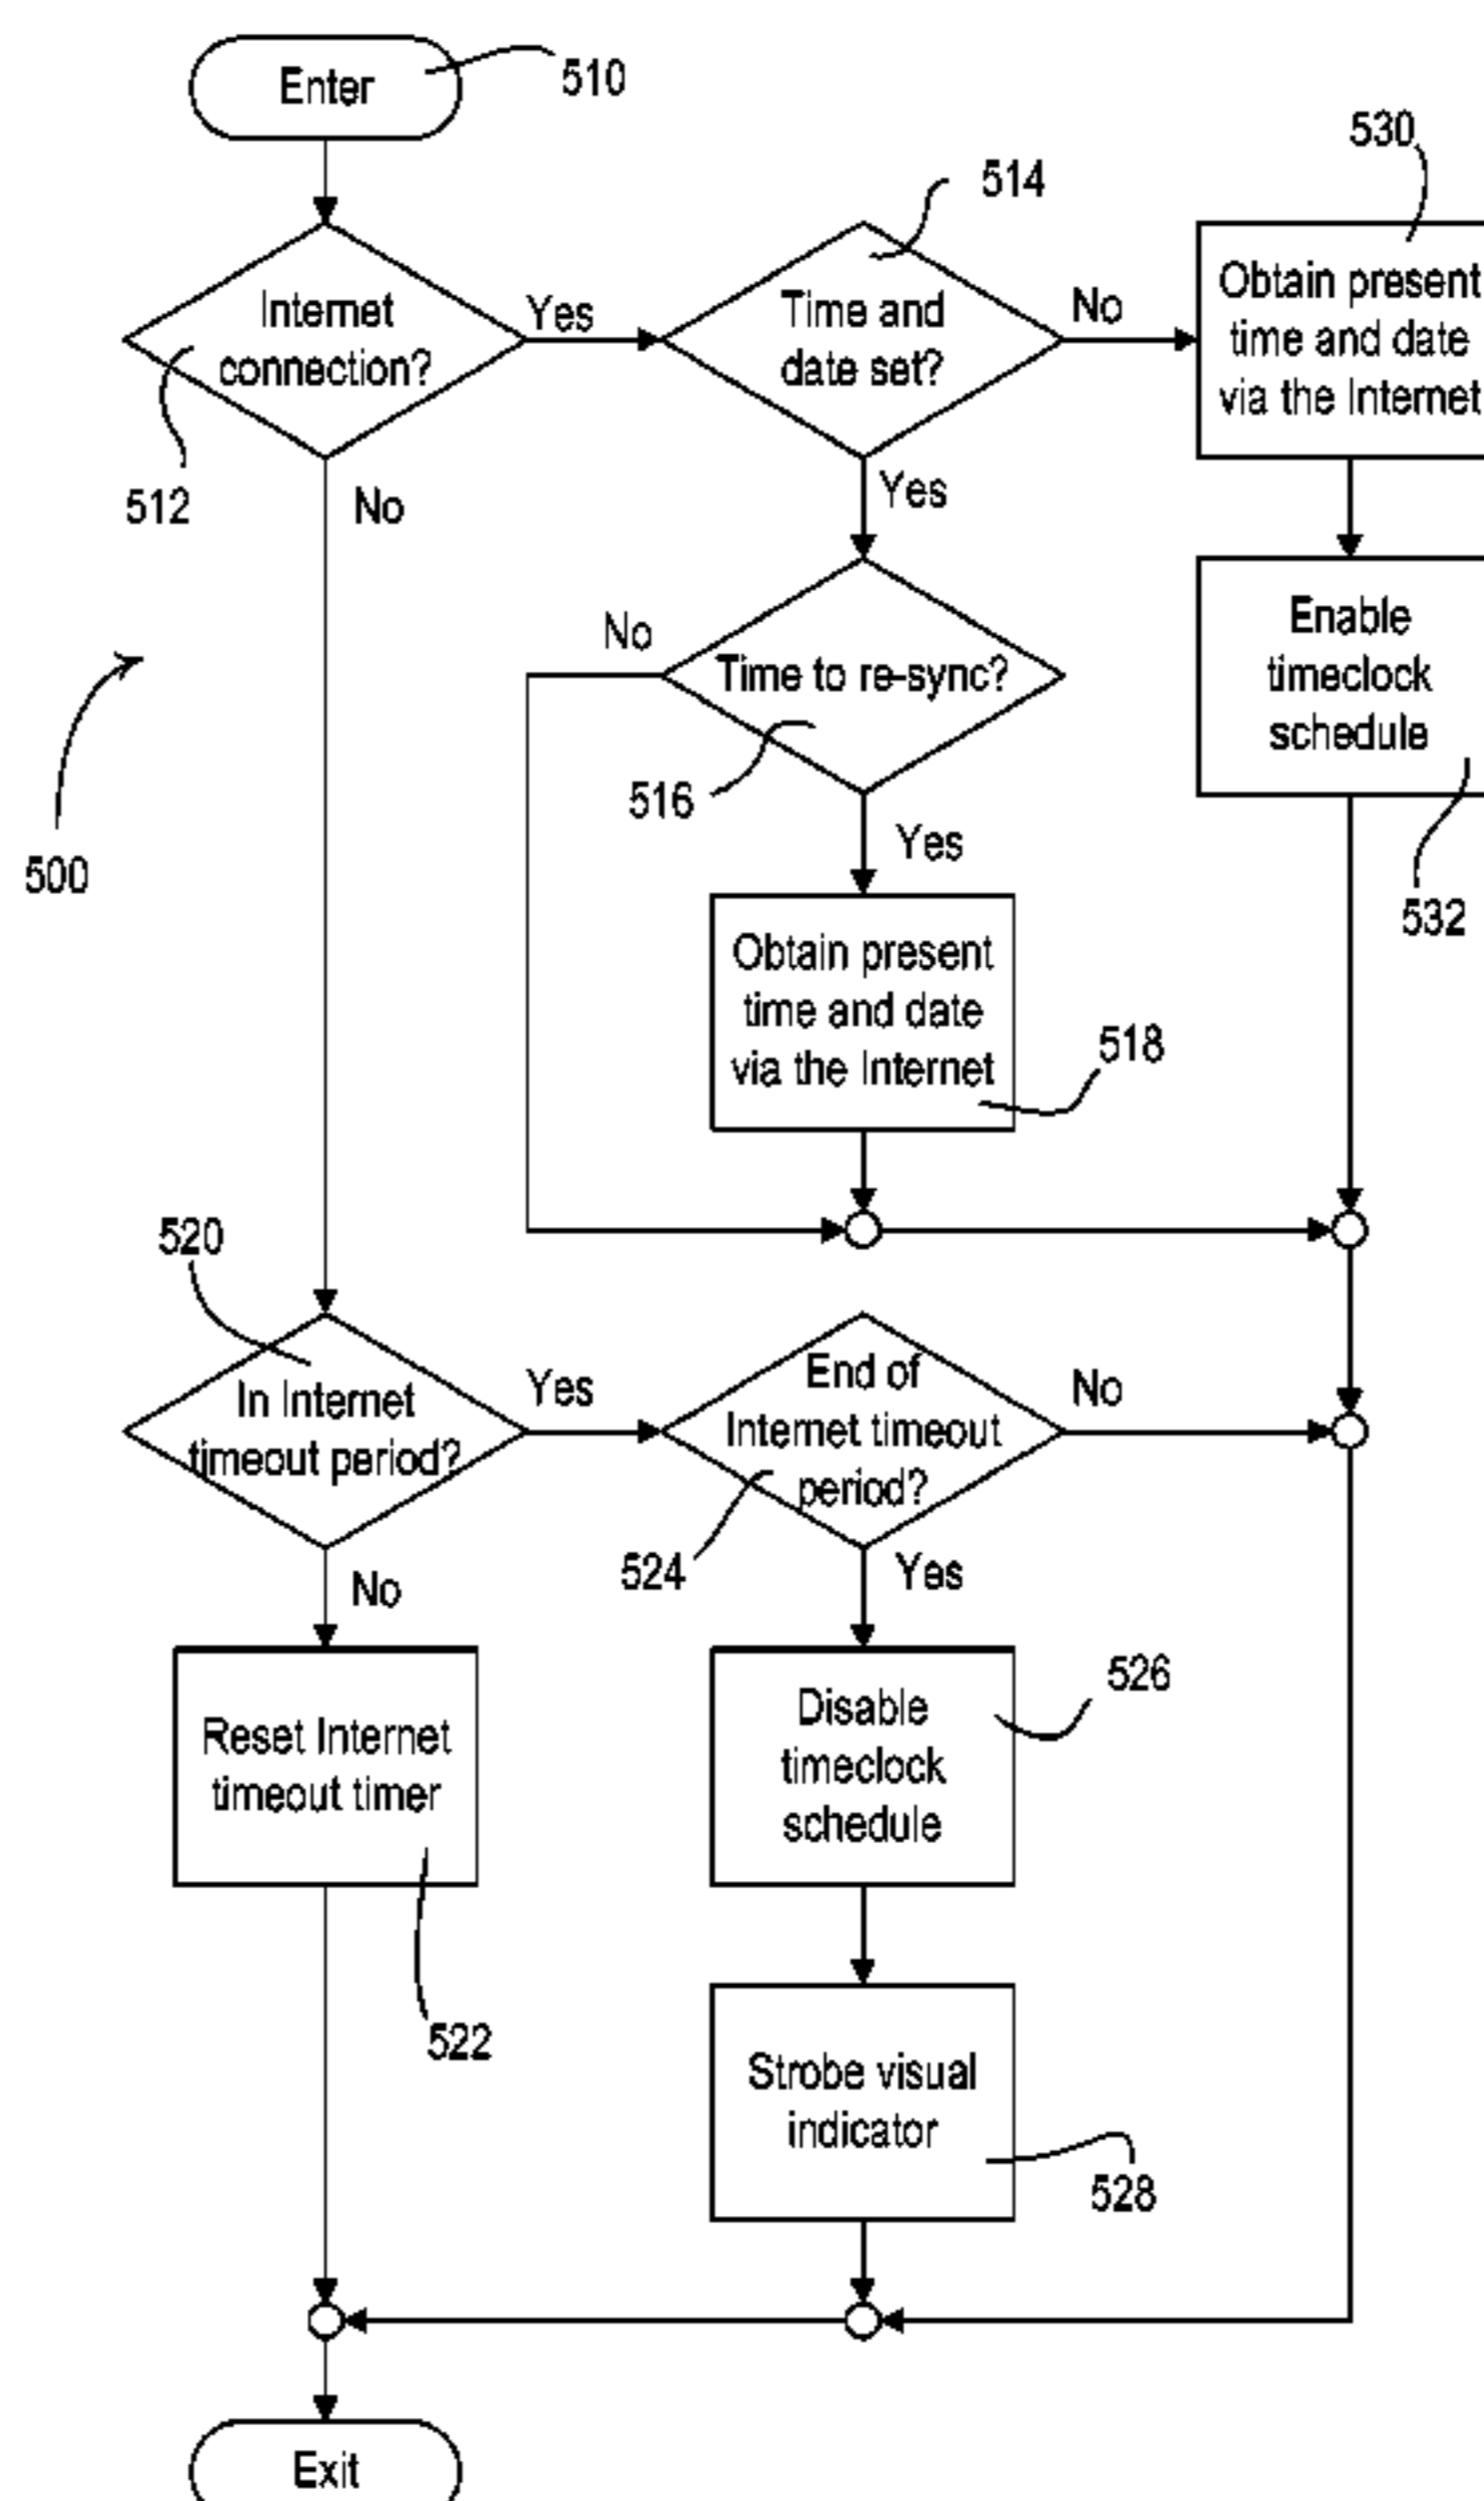 Enter
510
530
514
Internet
connection?
Yes
Time and
date set?
No
Obtain present
time and date
via the Internet
512
No
Yes
No
Time to re-sync?
Enable
timeclock
schedule
516
Yes
500
532
Obtain present
time and date
via the Internet
518
520
In Internet
timeout period?
Yes
End of
Internet timeout
period?
No
524
Yes
No
Reset Internet
timeout timer
Disable
timeclock
schedule
526
522
Strobe visual
indicator
528
Exit